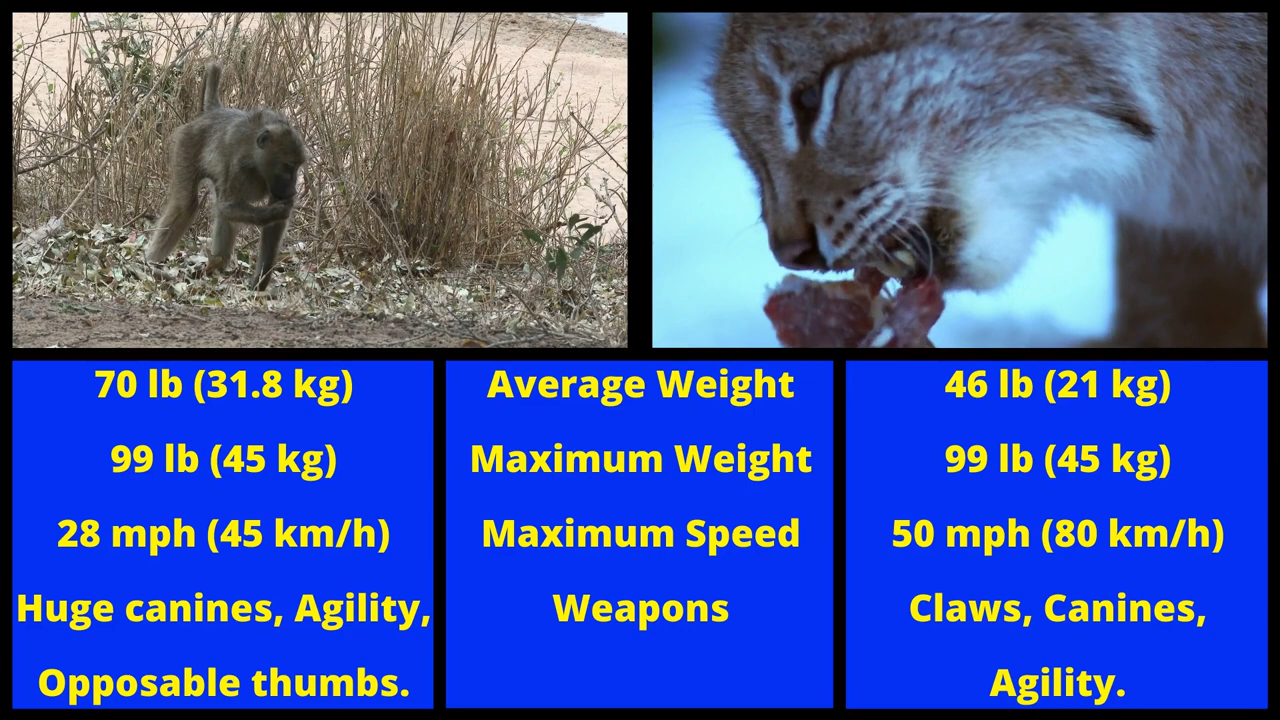 70 lb (31.8 kg)
Average Weight
46 lb (21 kg)
99 lb (45 kg)
Maximum Weight
99 lb (45 kg)
28 mph (45 km/h)
Maximum Speed
50 mph (80 km/h)
Huge canines, Agility,
Opposable thumbs.
Weapons
Claws, Canines,
Agility.